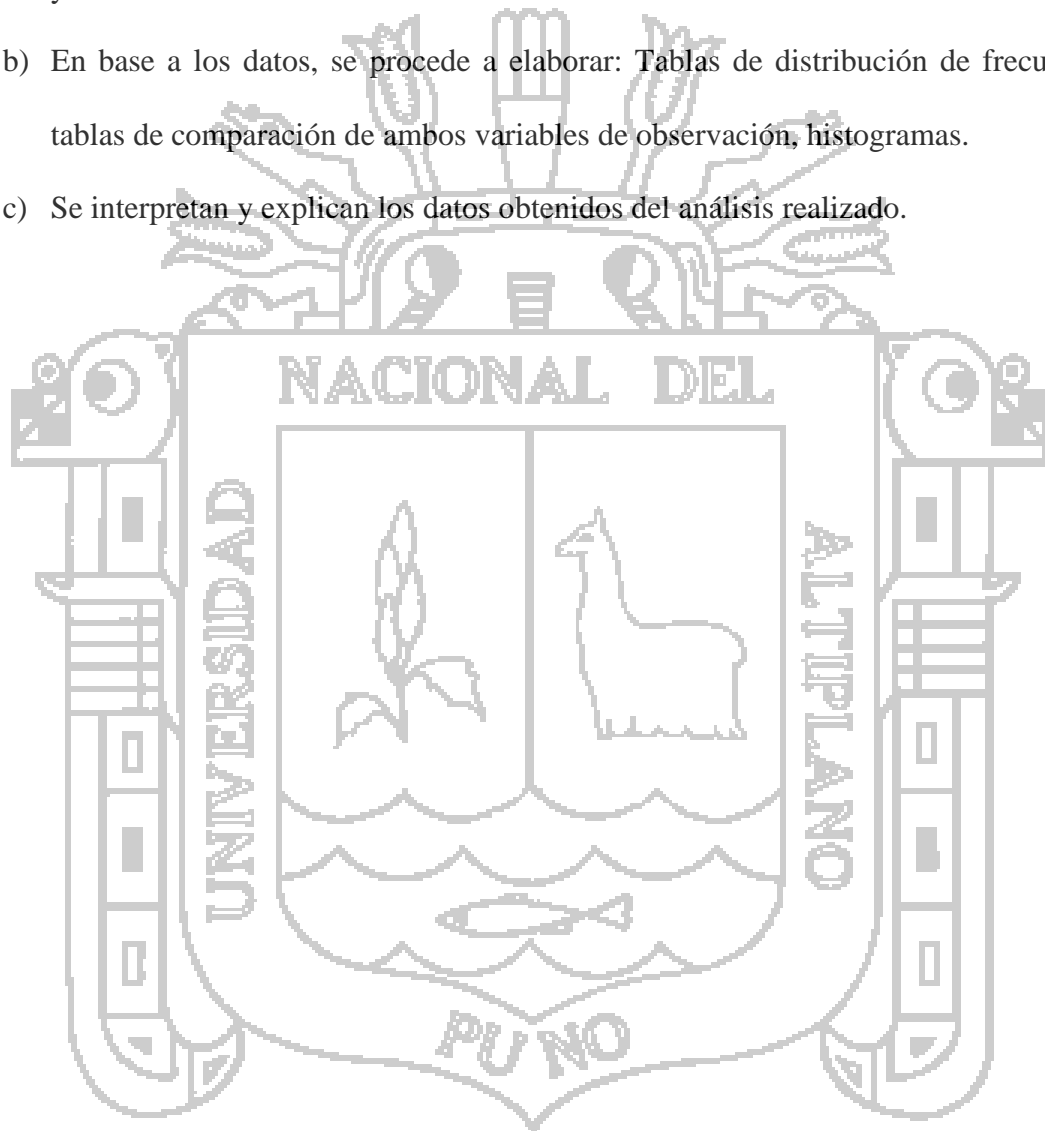 b) En base a los datos, se procede a elaborar: Tablas de distribución de frecu
tablas de comparación de ambos variables de observación, histogramas.
c) Se interpretan y explican los datos obtenidos del análisis realizado.
NACIONAL DEL
UNIVERSIDAD
ALTIPLANO
PUNO